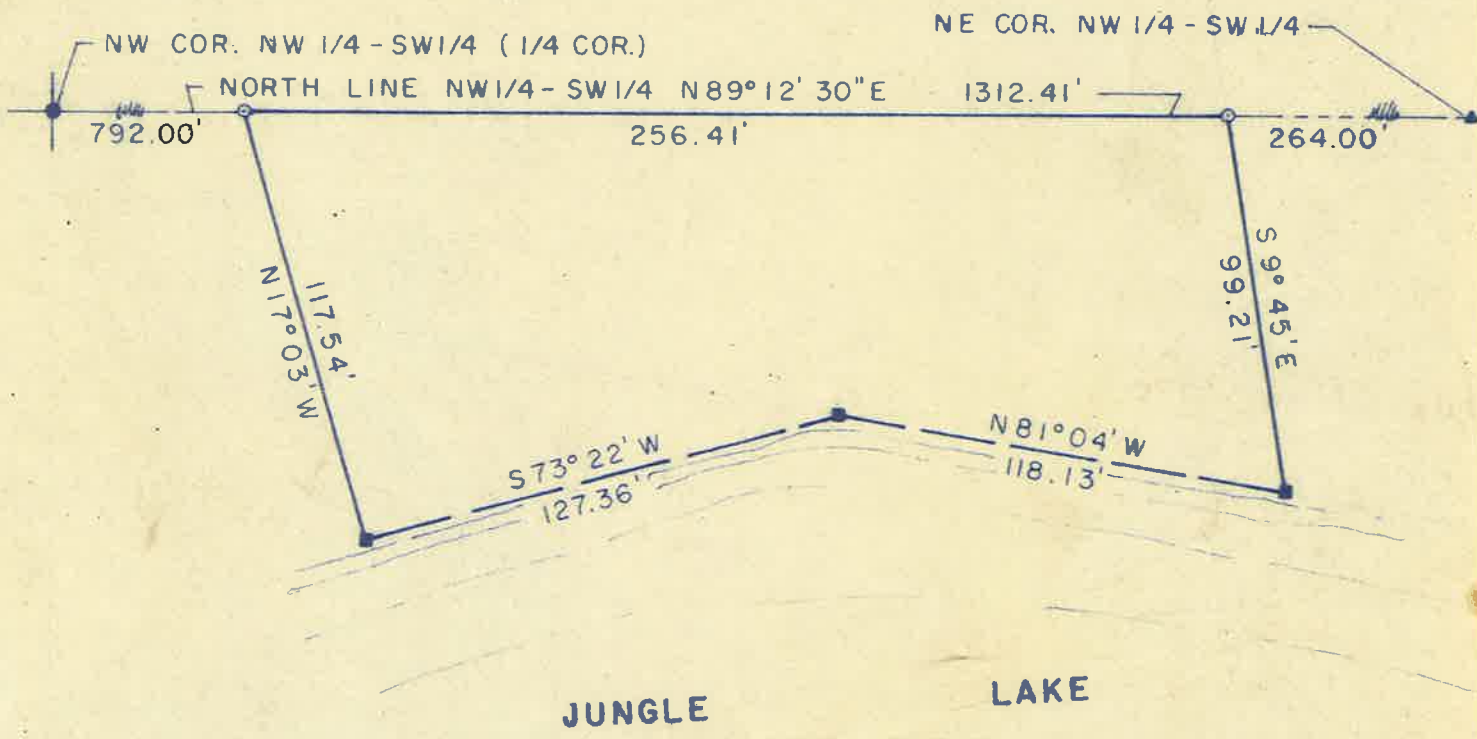 NW COR. NW 1/4 - SW1/4 (1/4 COR.)
NE COR. NW 1/4 - SW.1/4
NORTH LINE NW1/4 - SW1/4 N89°12'30"E 1312.41'
792.00'
256.41'
264.00'
117.54'
N17°03'W
S 9°45'E
99.21'
S73°22'W
127.36'
N81°04'W
118.13'
JUNGLE LAKE